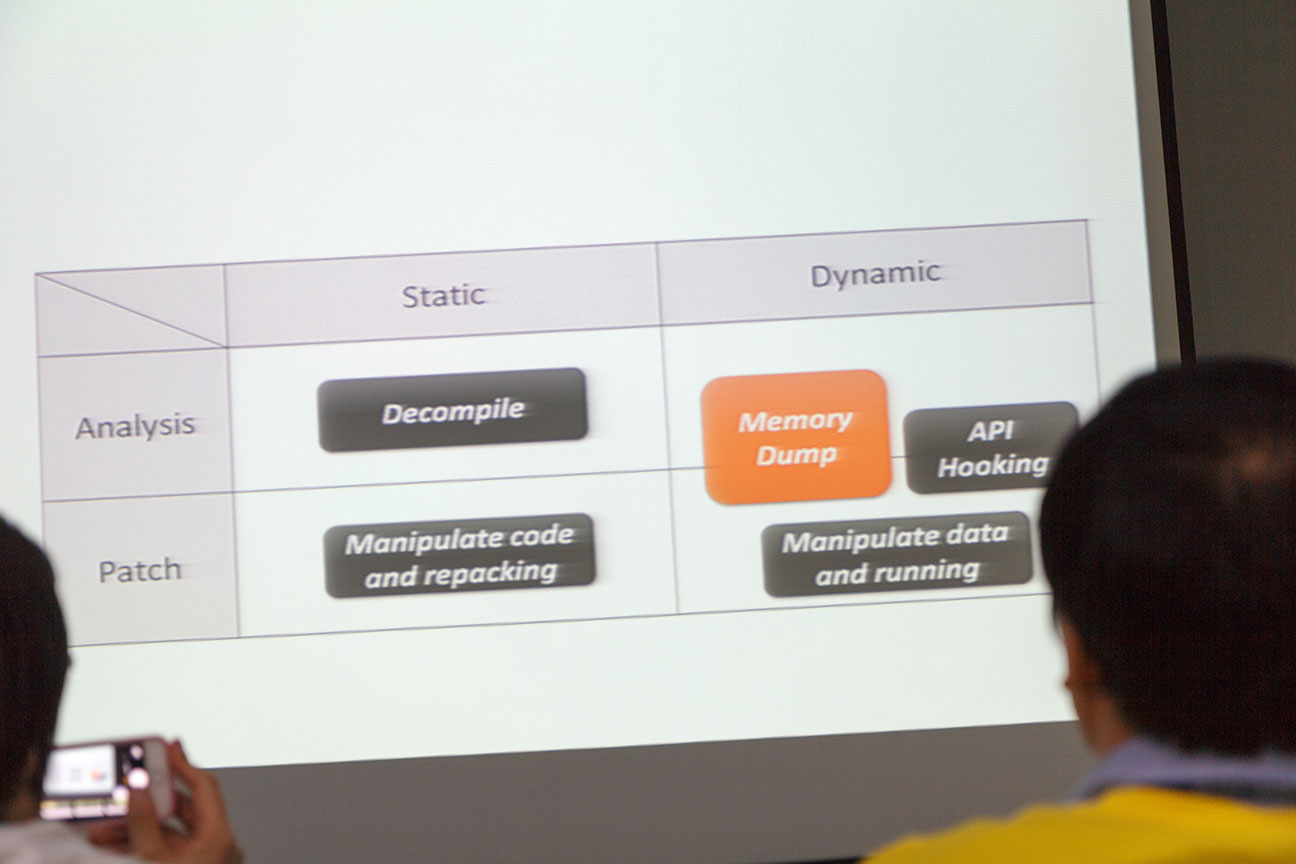 Static
Dynamic
Analysis
Decompile
Memory
Dump
API
Hooking
Patch
Manipulate code
and repacking
Manipulate data
and running